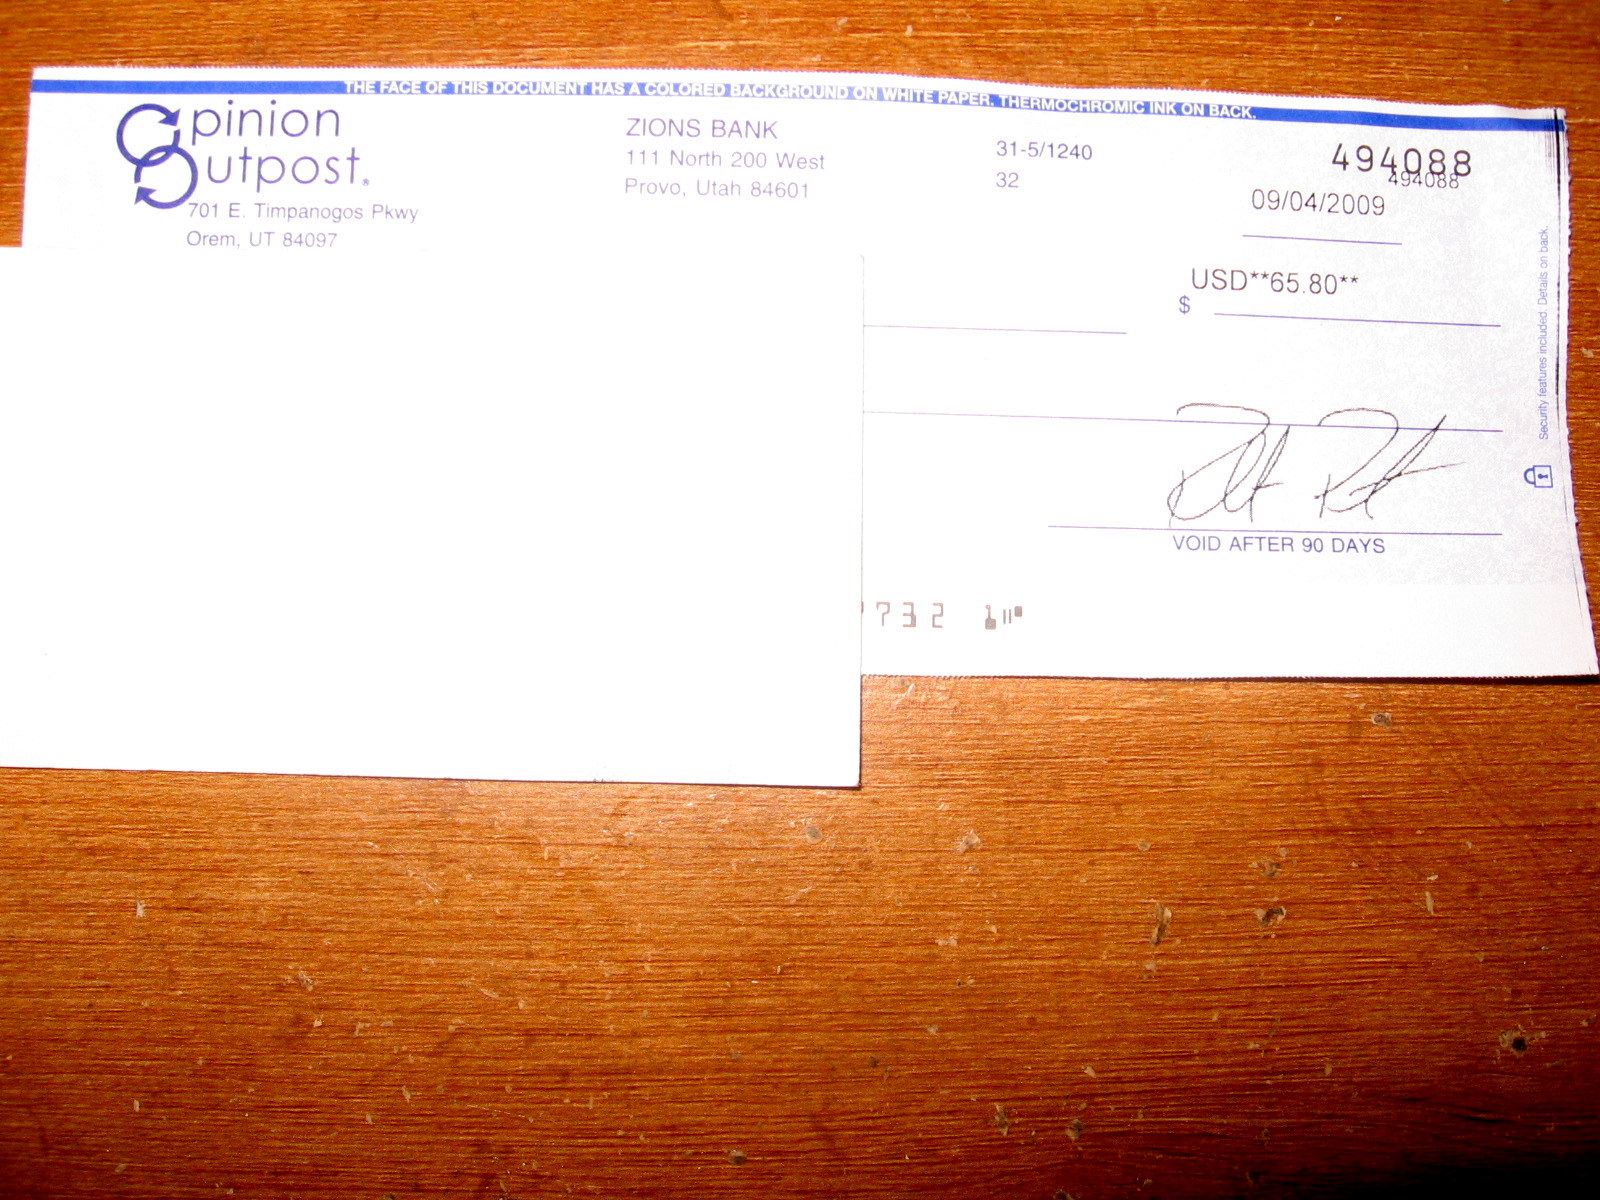 THE FACE OF THIS DOCUMENT HAS A COLORED BACKGROUND ON WHITE PAPER. THERMOCHROMIC INK ON BACK.
Opinion
Outpost®
701 E. Timpanogos Pkwy
Orem, UT 84097
ZIONS BANK
111 North 200 West
Provo, Utah 84601
31-5/1240
32
494088
494088
09/04/2009
USD**65.80**
$
VOID AFTER 90 DAYS
732 1
Security features included. Details on back.